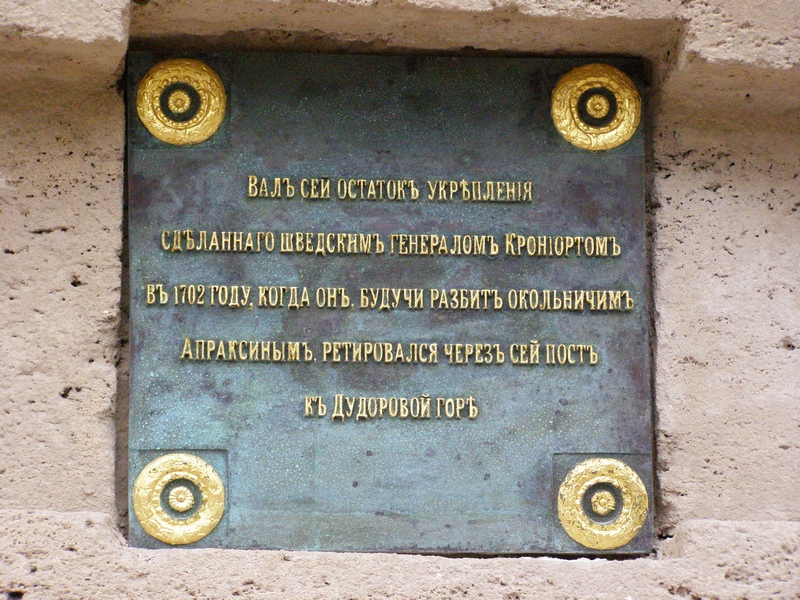 Валъ сей остатокъ укрѣпленія
сдѣланнаго шведскимъ генераломъ Кроніортомъ
въ 1702 году, когда онъ, будучи разбитъ окольничимъ
Апраксинымъ, ретировался черезъ сей постъ
къ Дудоровой горѣ